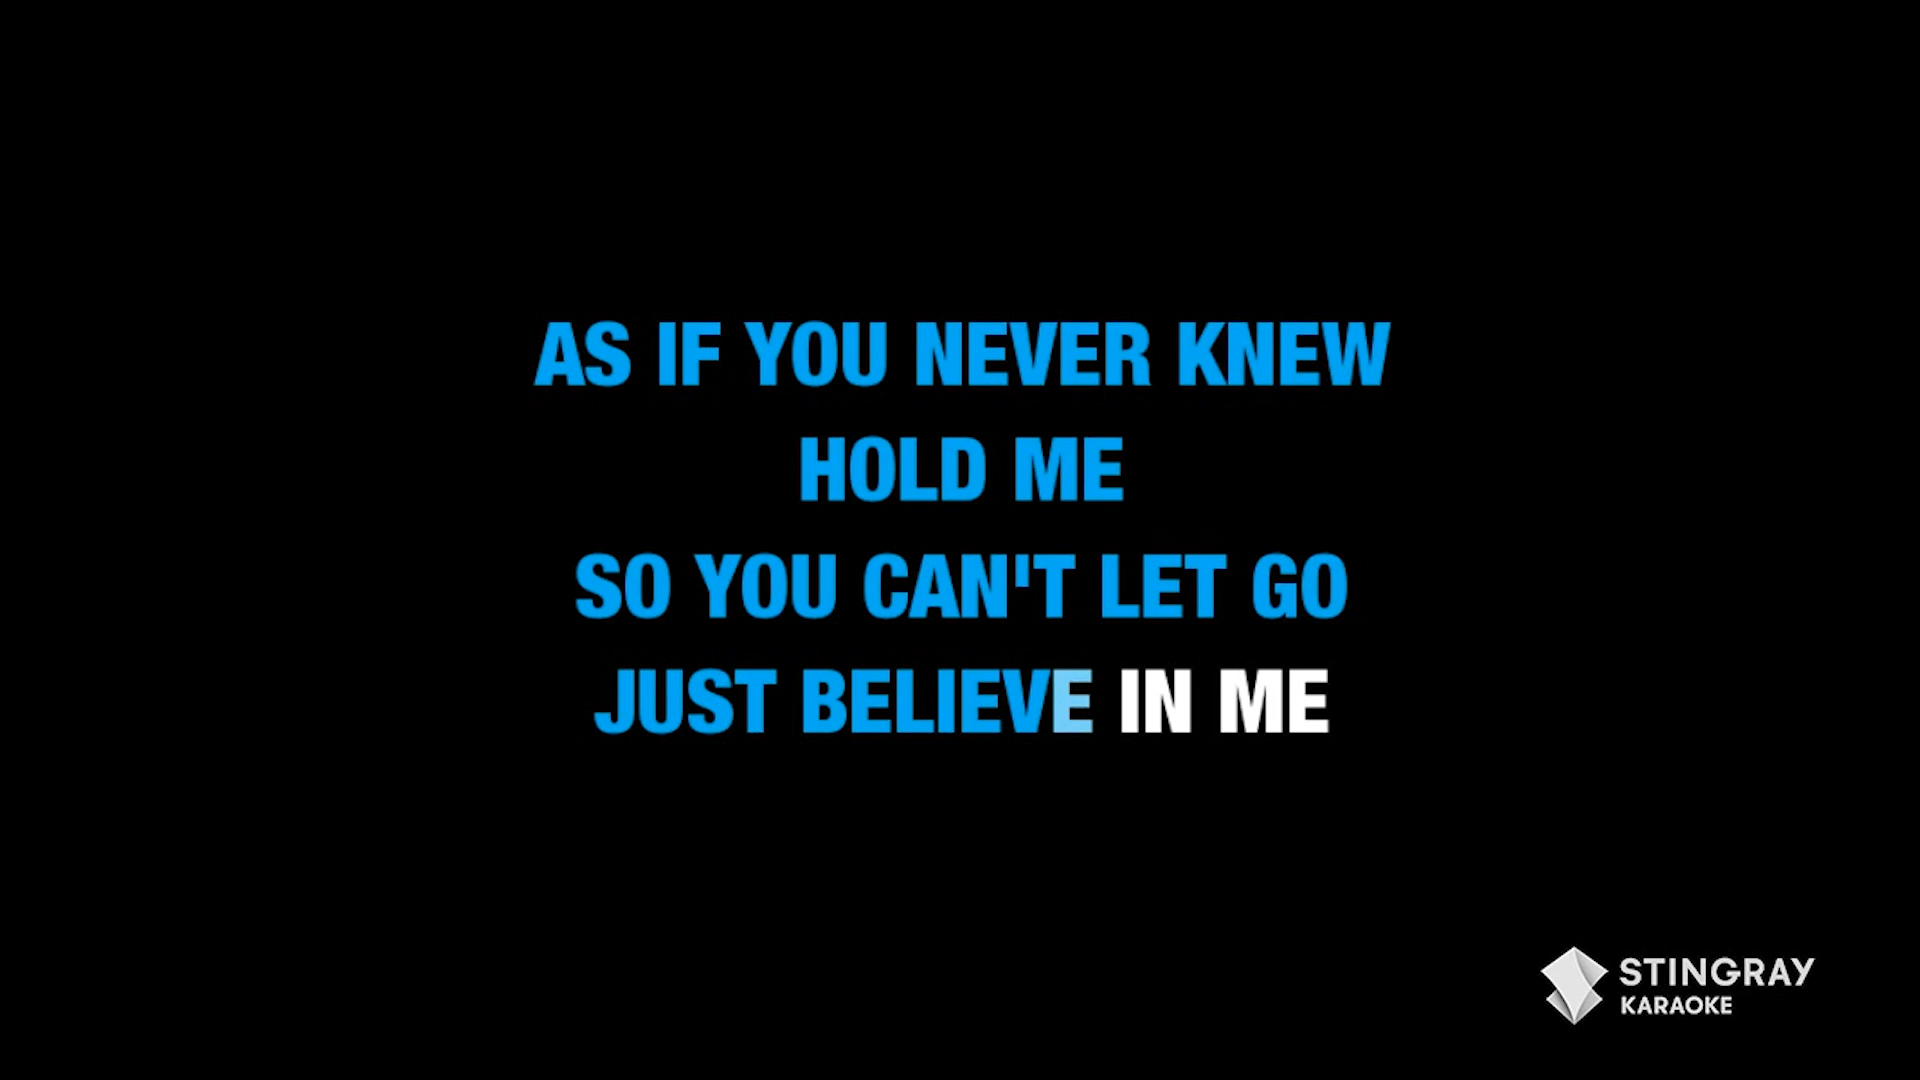 AS IF YOU NEVER KNEW
HOLD ME
SO YOU CAN'T LET GO
JUST BELIEVE IN ME
STINGRAY
KARAOKE